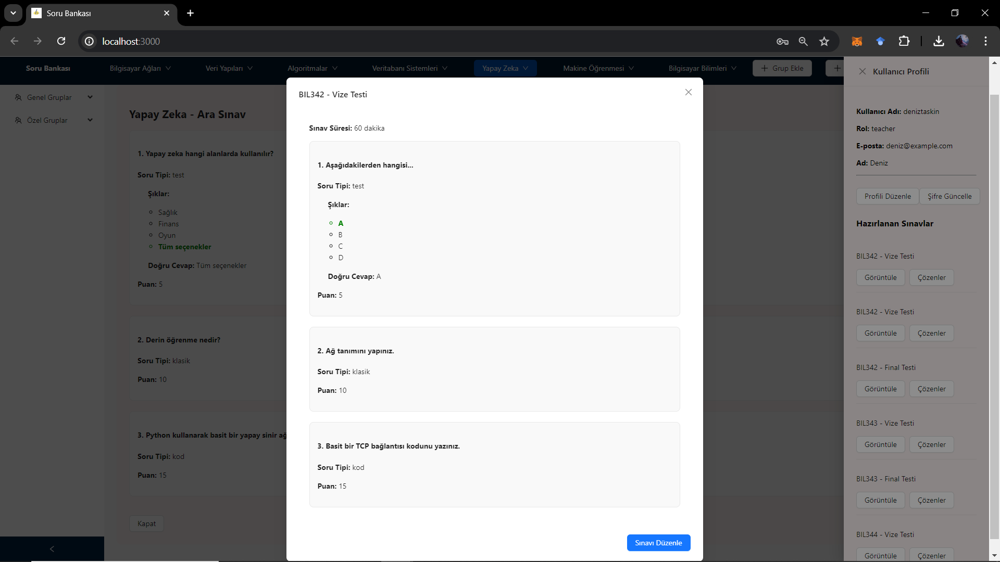 Soru Bankası
localhost:3000
Soru Bankası Bilgisayar Ağları Veri Yapıları Algoritmalar Veritabanı Sistemleri Yapay Zeka Makine Öğrenmesi Bilgisayar Bilimleri Grup Ekle
Genel Gruplar
Özel Gruplar
Yapay Zeka - Ara Sınav
1. Yapay zeka hangi alanlarda kullanılır?
Soru Tipi: test
Şıklar:
Sağlık
Finans
Oyun
Tüm seçenekler
Doğru Cevap: Tüm seçenekler
Puan: 5
2. Derin öğrenme nedir?
Soru Tipi: klasik
Puan: 10
3. Python kullanarak basit bir yapay sinir ağ
Soru Tipi: kod
Puan: 15
Kapat
BIL342 - Vize Testi
Sınav Süresi: 60 dakika
1. Aşağıdakilerden hangisi...
Soru Tipi: test
Şıklar:
A
B
C
D
Doğru Cevap: A
Puan: 5
2. Ağ tanımını yapınız.
Soru Tipi: klasik
Puan: 10
3. Basit bir TCP bağlantısı kodunu yazınız.
Soru Tipi: kod
Puan: 15
Sınavı Düzenle
Kullanıcı Profili
Kullanıcı Adı: deniztaskin
Rol: teacher
E-posta: deniz@example.com
Ad: Deniz
Profili Düzenle Şifre Güncelle
Hazırlanan Sınavlar
BIL342 - Vize Testi
Görüntüle Çözenler
BIL342 - Vize Testi
Görüntüle Çözenler
BIL342 - Final Testi
Görüntüle Çözenler
BIL343 - Vize Testi
Görüntüle Çözenler
BIL343 - Final Testi
Görüntüle Çözenler
BIL344 - Vize Testi
Görüntüle Çözenler